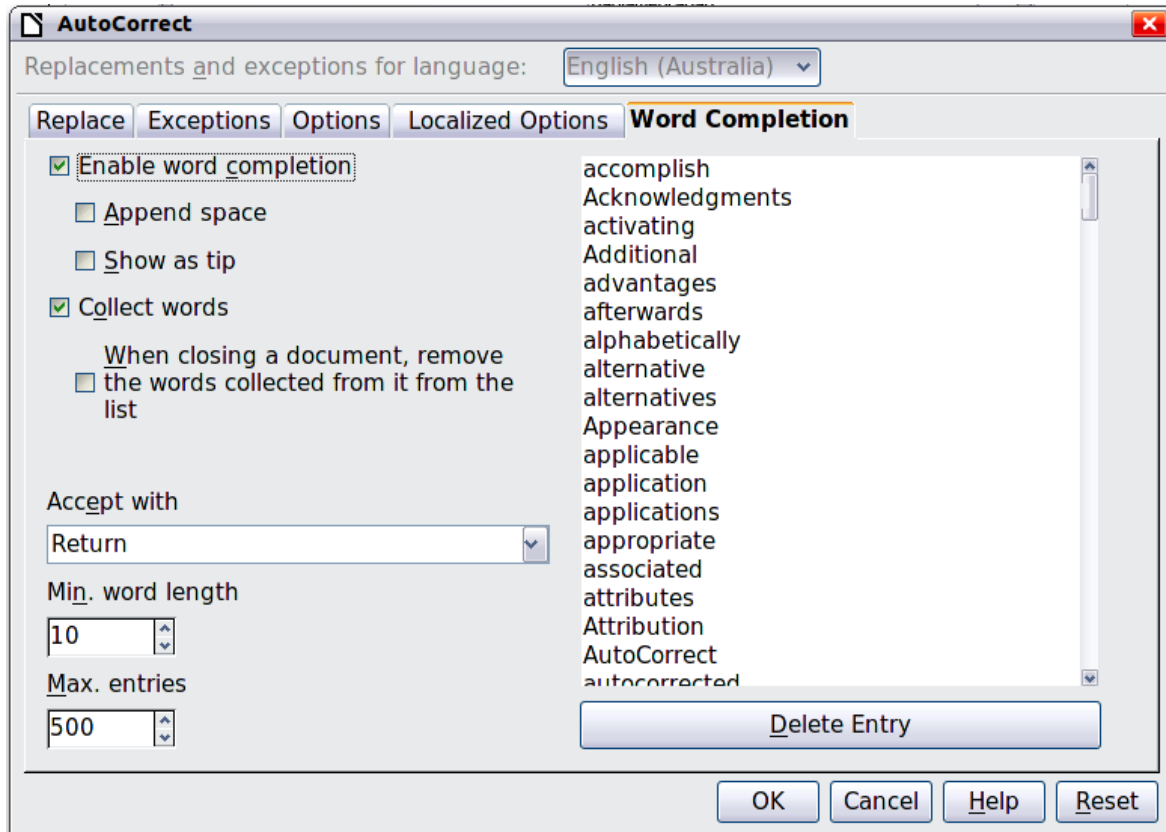 AutoCorrect
Replacements and exceptions for language: English (Australia)
Replace Exceptions Options Localized Options Word Completion
Enable word completion
Append space
Show as tip
Collect words
When closing a document, remove
the words collected from it from the
list
Accept with
Return
Min. word length
10
Max. entries
500
accomplish
Acknowledgments
activating
Additional
advantages
afterwards
alphabetically
alternative
alternatives
Appearance
applicable
application
applications
appropriate
associated
attributes
Attribution
AutoCorrect
autocorrected
Delete Entry
OK Cancel Help Reset